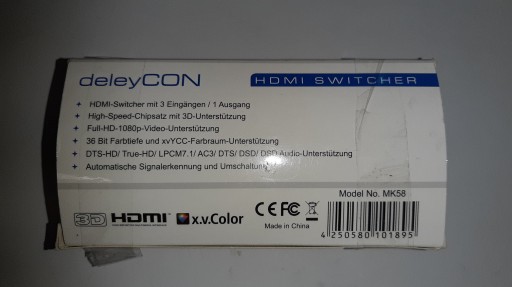 deleyCON
HDMI SWITCHER
+ HDMI-Switcher mit 3 Eingängen / 1 Ausgang
+ High-Speed-Chipsatz mit 3D-Unterstützung
+ Full-HD-1080p-Video-Unterstützung
+ 36 Bit Farbtiefe und xvYCC-Farbraum-Unterstützung
+ DTS-HD/ True-HD/ LPCM7.1/ AC3/ DTS/ DSD/ DSD Audio-Unterstützung
+ Automatische Signalerkennung und Umschaltung
Model No. MK58
3D HDMI x.v.Color CE FC
Made in China
4 250580 101895